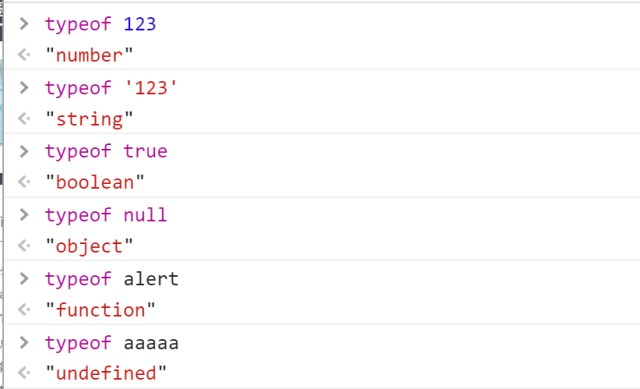 > typeof 123
<· "number"
> typeof '123'
<· "string"
> typeof true
<· "boolean"
> typeof null
<· "object"
> typeof alert
<· "function"
> typeof aaaaa
<· "undefined"